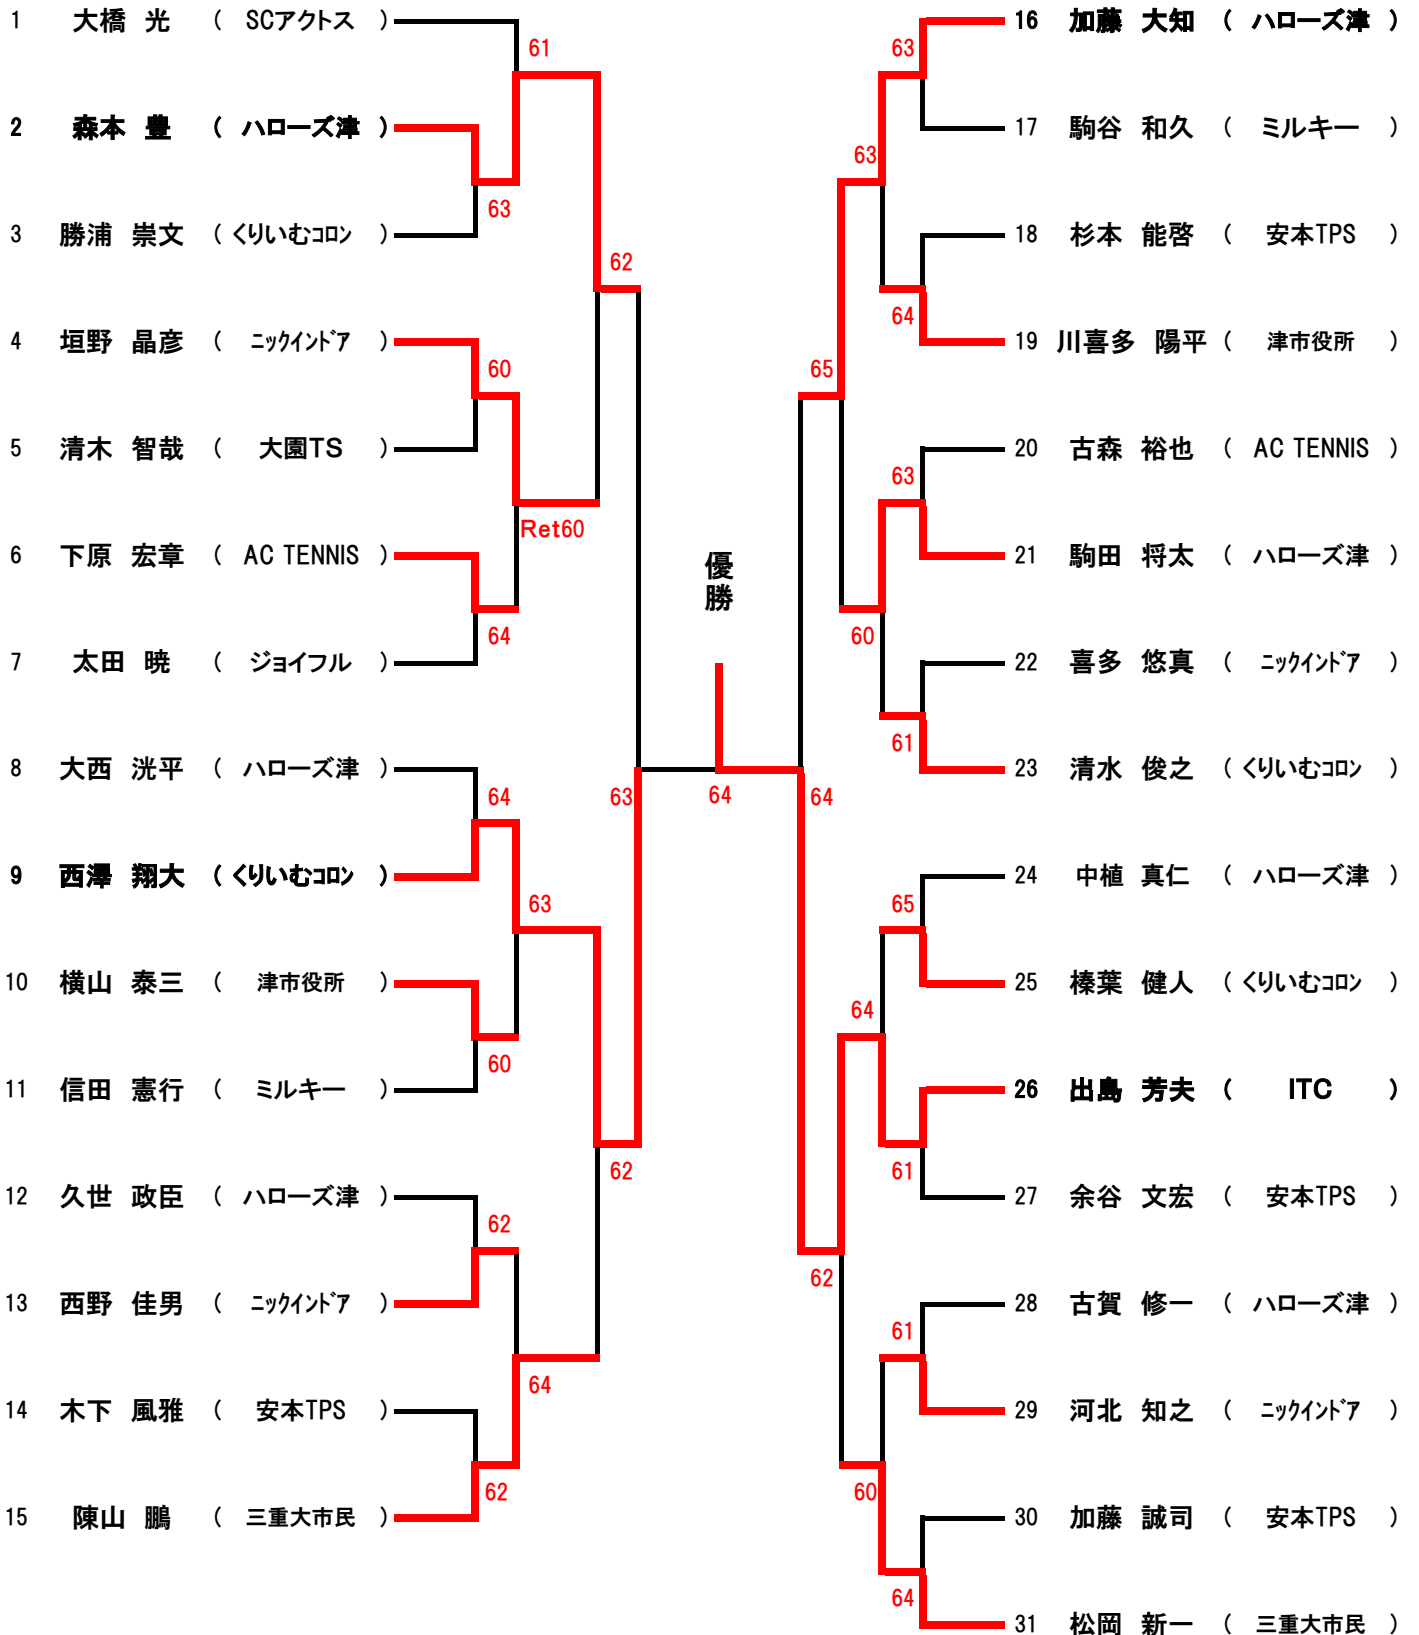 1 大橋 光 ( SCアクトス )
61
2 森本 豊 ( ハローズ津 )
63
3 勝浦 崇文 ( くりいむコロン )
62
4 垣野 晶彦 ( ニックインドア )
60
5 清木 智哉 ( 大園TS )
Ret60
6 下原 宏章 ( AC TENNIS )
64
7 太田 暁 ( ジョイフル )
8 大西 洸平 ( ハローズ津 )
64
63
9 西澤 翔大 ( くりいむコロン )
63
10 横山 泰三 ( 津市役所 )
60
11 信田 憲行 ( ミルキー )
62
12 久世 政臣 ( ハローズ津 )
62
13 西野 佳男 ( ニックインドア )
64
14 木下 風雅 ( 安本TPS )
62
15 陳山 鵬 ( 三重大市民 )
優勝
64
16 加藤 大知 ( ハローズ津 )
63
17 駒谷 和久 ( ミルキー )
63
18 杉本 能啓 ( 安本TPS )
64
19 川喜多 陽平 ( 津市役所 )
65
20 古森 裕也 ( AC TENNIS )
63
21 駒田 将太 ( ハローズ津 )
60
22 喜多 悠真 ( ニックインドア )
61
23 清水 俊之 ( くりいむコロン )
64
24 中植 真仁 ( ハローズ津 )
65
25 榛葉 健人 ( くりいむコロン )
64
26 出島 芳夫 ( ITC )
61
27 余谷 文宏 ( 安本TPS )
62
28 古賀 修一 ( ハローズ津 )
61
29 河北 知之 ( ニックインドア )
60
30 加藤 誠司 ( 安本TPS )
64
31 松岡 新一 ( 三重大市民 )